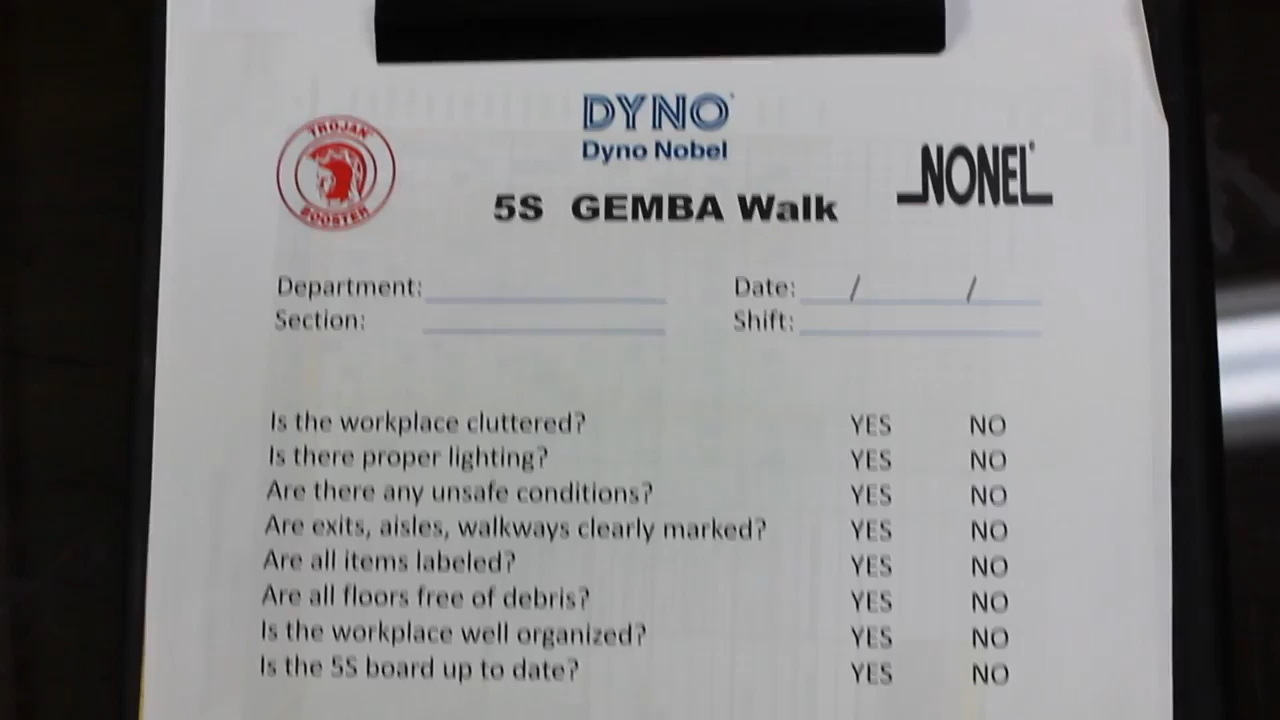 TROJAN
BOOSTER
DYNO
Dyno Nobel
NONEL
5S GEMBA Walk
Department:
Date: / /
Section:
Shift:
Is the workplace cluttered? YES NO
Is there proper lighting? YES NO
Are there any unsafe conditions? YES NO
Are exits, aisles, walkways clearly marked? YES NO
Are all items labeled? YES NO
Are all floors free of debris? YES NO
Is the workplace well organized? YES NO
Is the 5S board up to date? YES NO